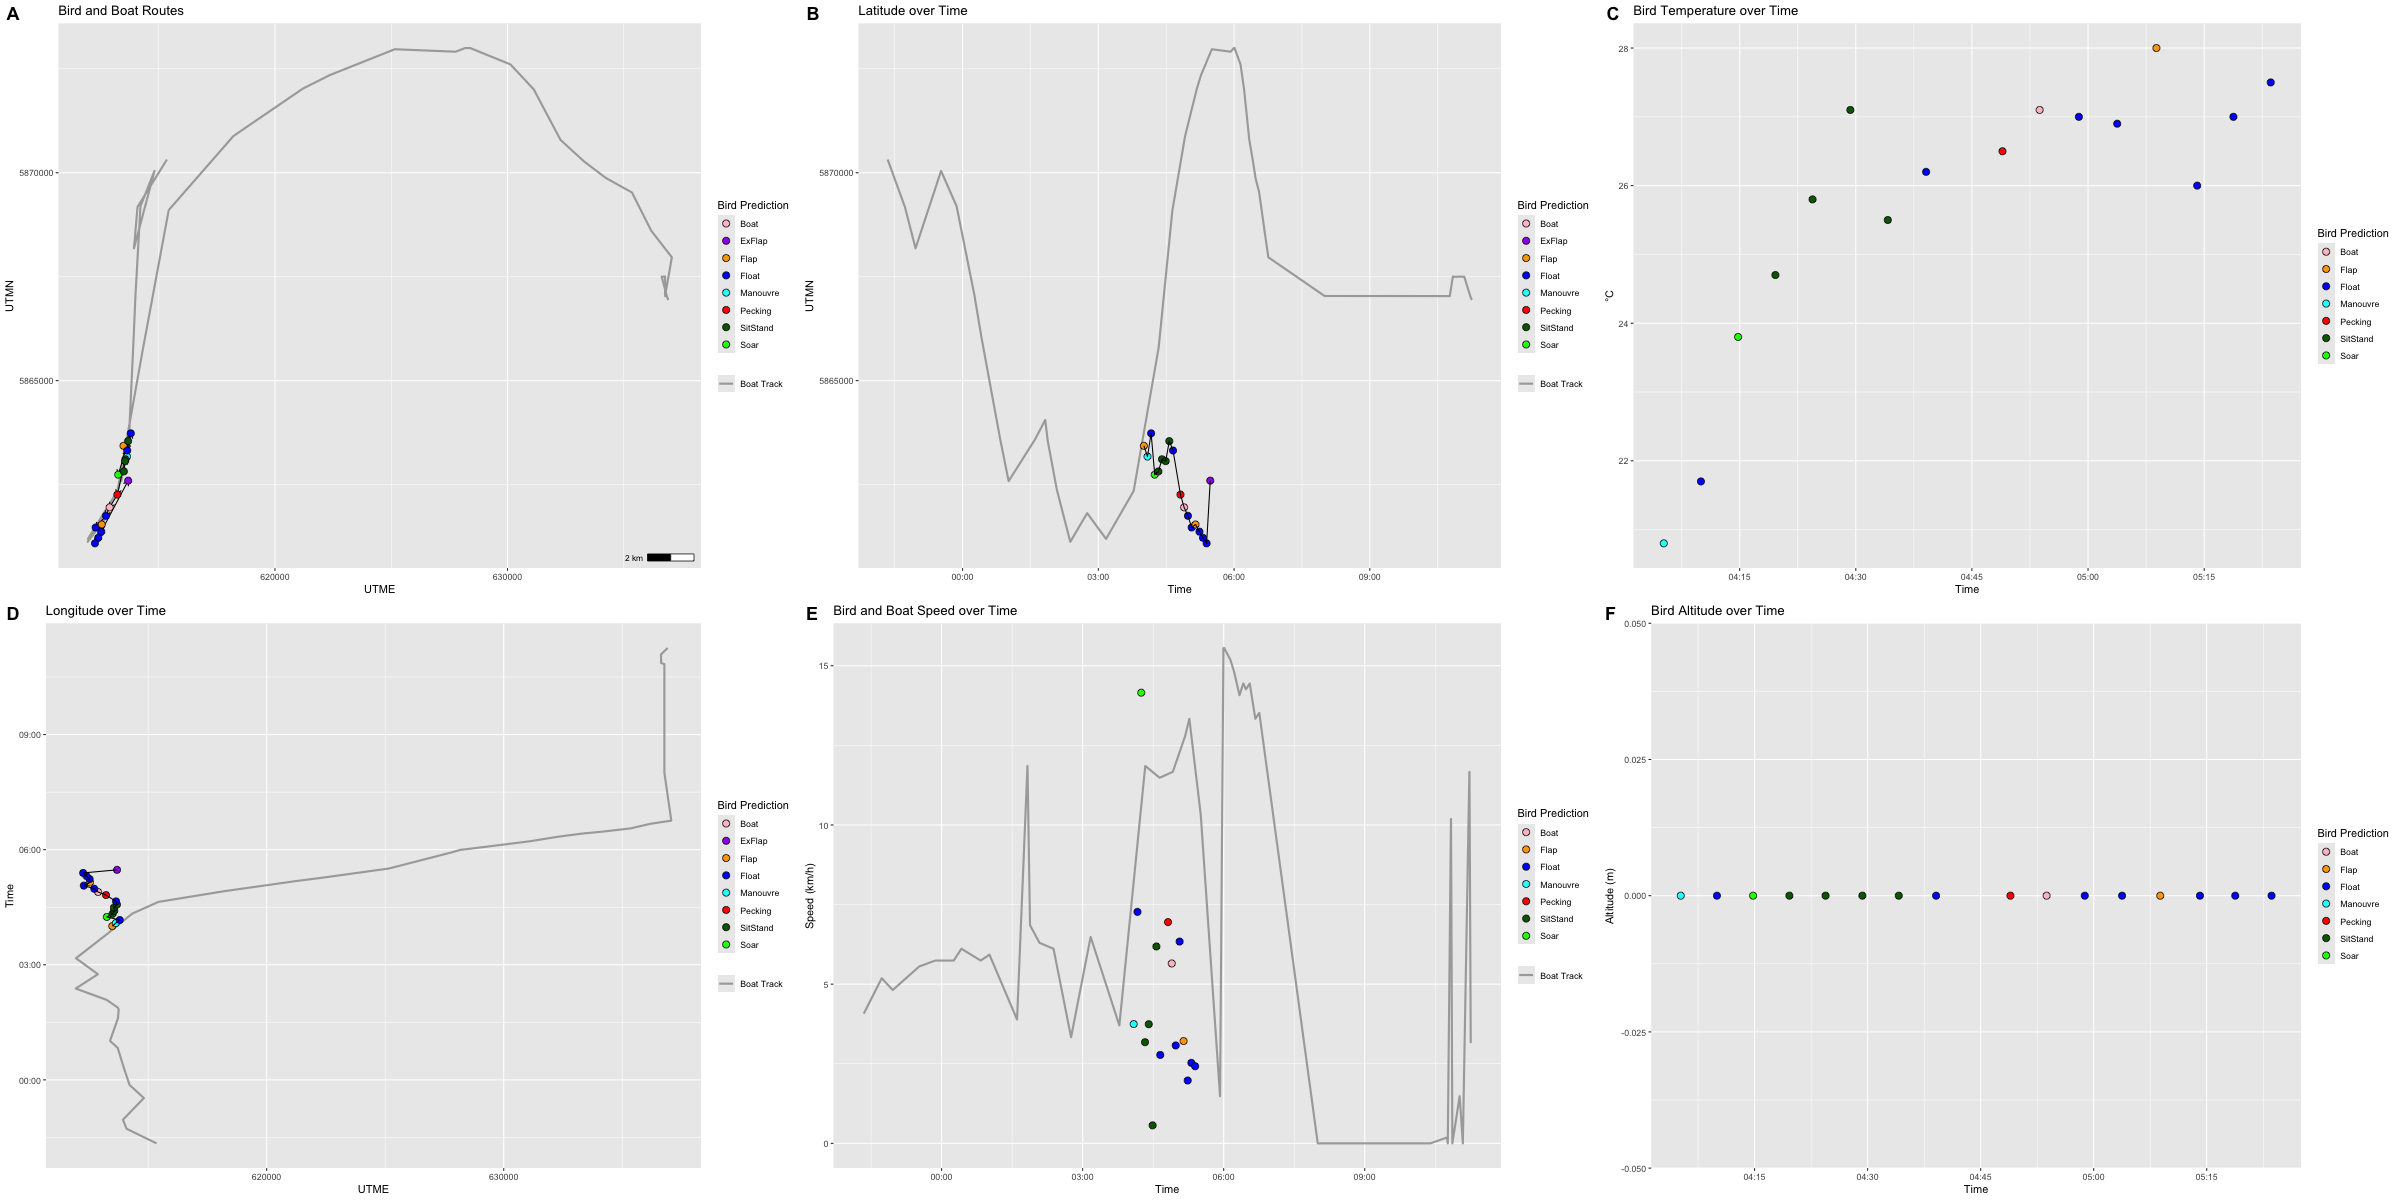 A Bird and Boat Routes
5870000
5865000
UTMN
620000
630000
UTME
2 km
Bird Prediction
Boat
ExFlap
Flap
Float
Manouvre
Pecking
SitStand
Soar
Boat Track
B Latitude over Time
5870000
5865000
UTMN
00:00
03:00
06:00
09:00
Time
Bird Prediction
Boat
ExFlap
Flap
Float
Manouvre
Pecking
SitStand
Soar
Boat Track
C Bird Temperature over Time
28
26
24
22
°C
04:15
04:30
04:45
05:00
05:15
Time
Bird Prediction
Boat
Flap
Float
Manouvre
Pecking
SitStand
Soar
D Longitude over Time
09:00
06:00
03:00
00:00
Time
620000
630000
UTME
Bird Prediction
Boat
ExFlap
Flap
Float
Manouvre
Pecking
SitStand
Soar
Boat Track
E Bird and Boat Speed over Time
15
10
5
0
Speed (km/h)
00:00
03:00
06:00
09:00
Time
Bird Prediction
Boat
Flap
Float
Manouvre
Pecking
SitStand
Soar
Boat Track
F Bird Altitude over Time
0.050
0.025
0.000
-0.025
-0.050
Altitude (m)
04:15
04:30
04:45
05:00
05:15
Time
Bird Prediction
Boat
Flap
Float
Manouvre
Pecking
SitStand
Soar